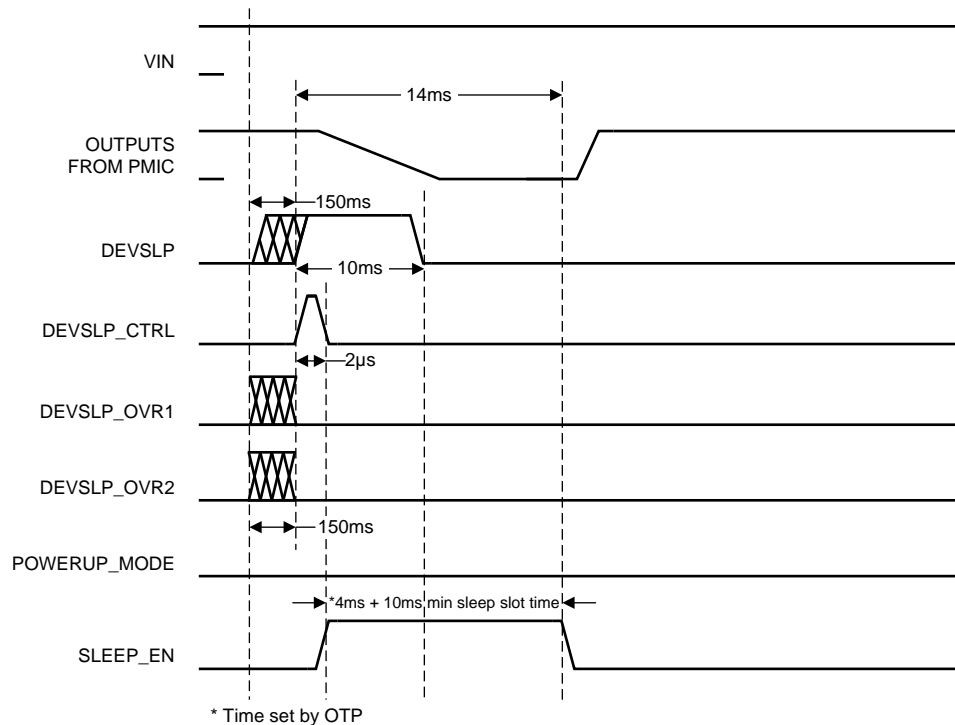 VIN
14ms
OUTPUTS
FROM PMIC
150ms
DEVSLP
10ms
DEVSLP_CTRL
2µs
DEVSLP_OVR1
DEVSLP_OVR2
150ms
POWERUP_MODE
*4ms + 10ms min sleep slot time
SLEEP_EN
* Time set by OTP